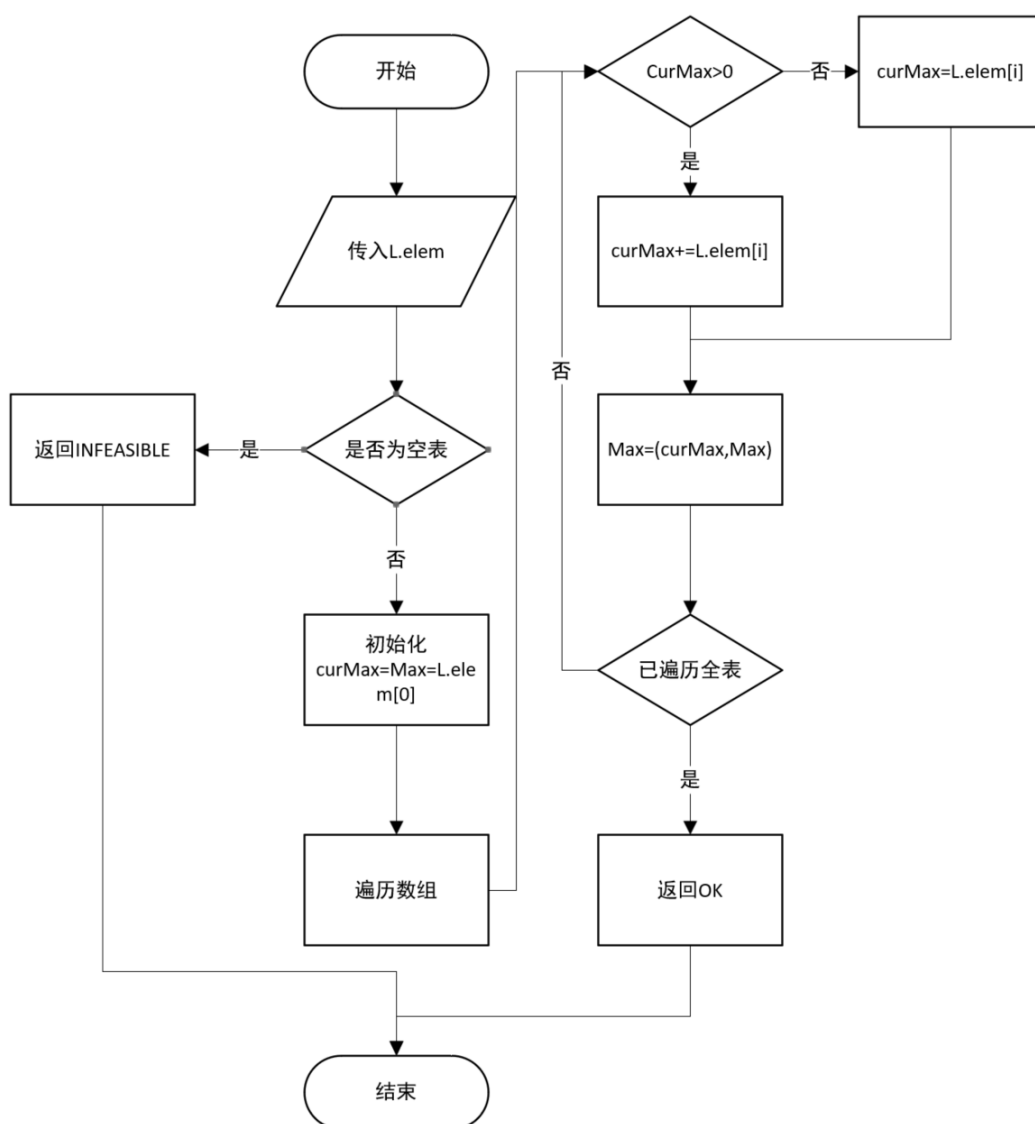 开始
传入L.elem
是否为空表
是
返回INFEASIBLE
否
初始化
curMax=Max=L.ele
m[0]
遍历数组
CurMax>0
否
curMax=L.elem[i]
是
curMax+=L.elem[i]
Max=(curMax,Max)
已遍历全表
否
是
返回OK
结束